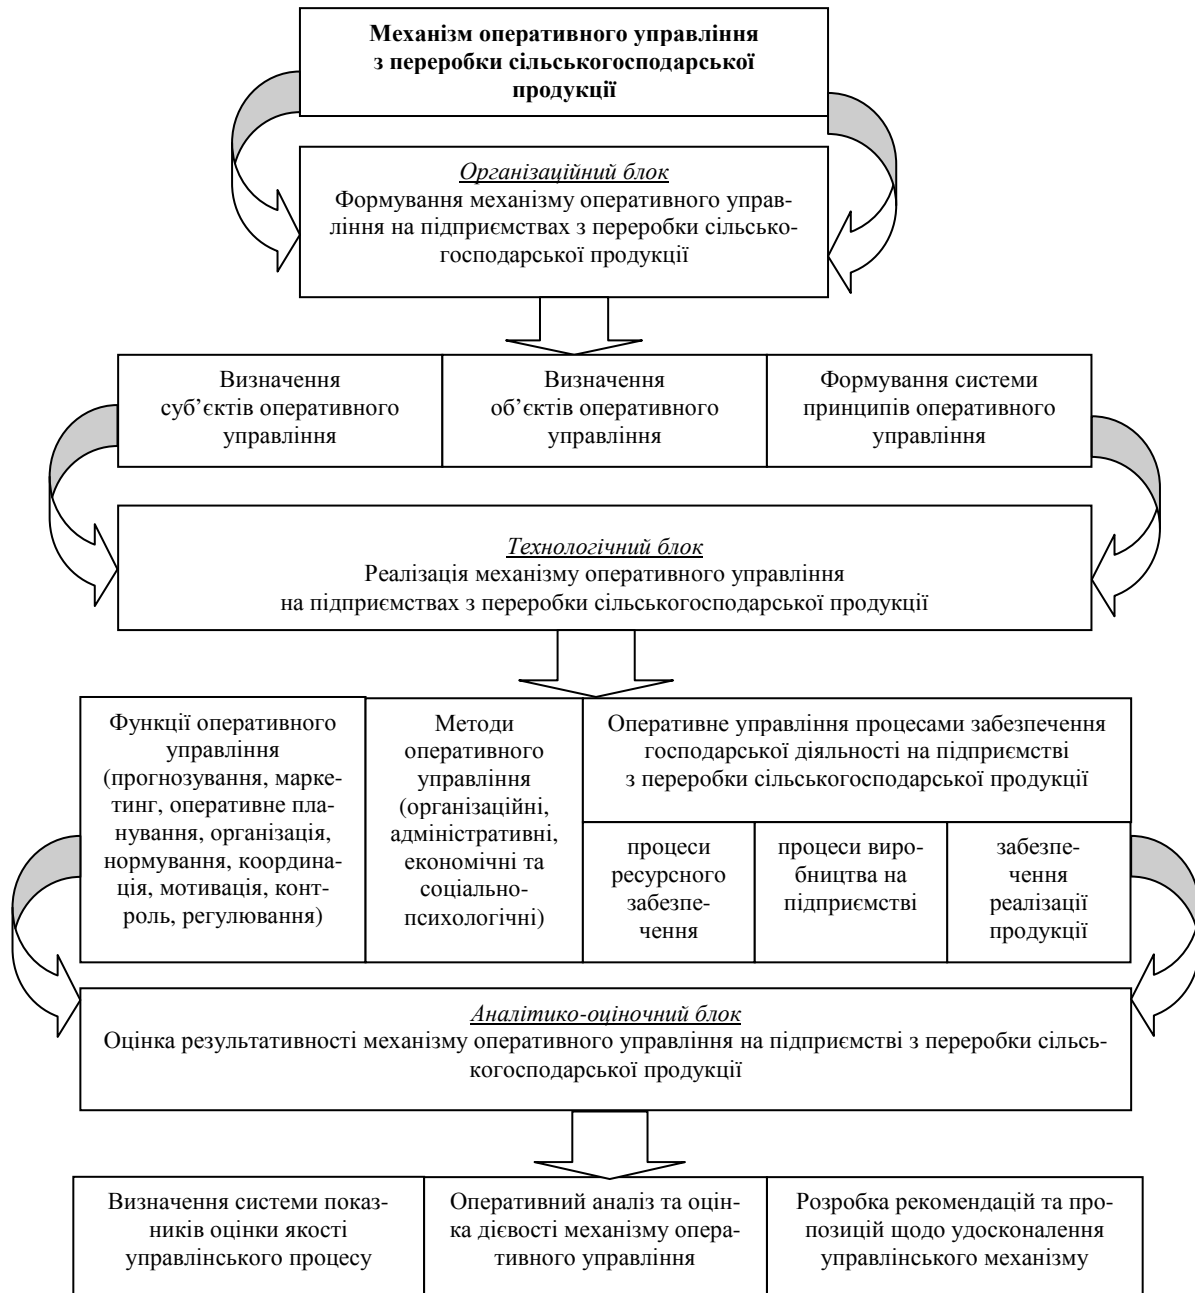 Механізм оперативного управління
з переробки сільськогосподарської
продукції
Організаційний блок
Формування механізму оперативного управ-
ління на підприємствах з переробки сільсько-
господарської продукції
Визначення
суб’єктів оперативного
управління
Визначення
об’єктів оперативного
управління
Формування системи
принципів оперативного
управління
Технологічний блок
Реалізація механізму оперативного управління
на підприємствах з переробки сільськогосподарської продукції
Функції оперативного
управління
(прогнозування, марке-
тинг, оперативне пла-
нування, організація,
нормування, координа-
ція, мотивація, конт-
роль, регулювання)
Методи
оперативного
управління
(організаційні,
адміністративні,
економічні та
соціально-
психологічні)
Оперативне управління процесами забезпечення
господарської діяльності на підприємстві
з переробки сільськогосподарської продукції
процеси
ресурсного
забезпе-
чення
процеси виро-
бництва на
підприємстві
забезпе-
чення
реалізації
продукції
Аналітико-оціночний блок
Оцінка результативності механізму оперативного управління на підприємстві з переробки сільсь-
когосподарської продукції
Визначення системи показ-
ників оцінки якості
управлінського процесу
Оперативний аналіз та оцін-
ка дієвості механізму опе-
ративного управління
Розробка рекомендацій та про-
позицій щодо удосконалення
управлінського механізму